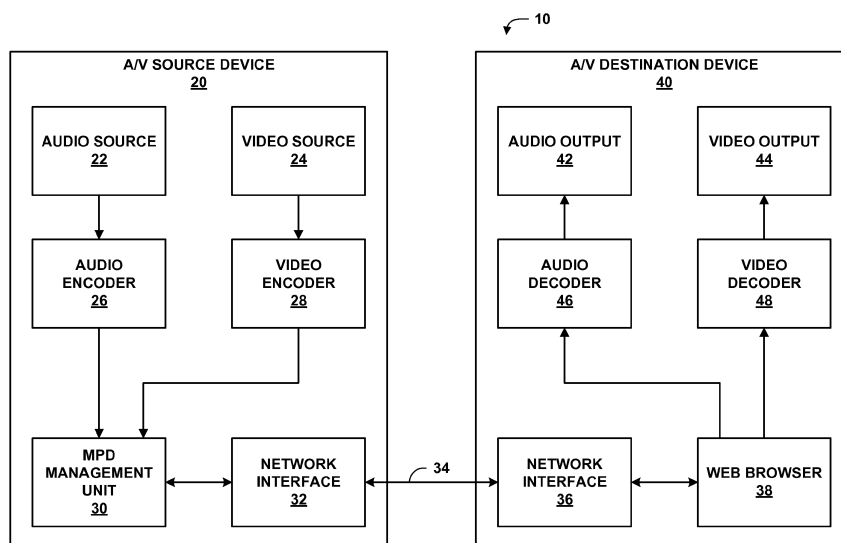 10
A/V SOURCE DEVICE
20
AUDIO SOURCE
22
VIDEO SOURCE
24
AUDIO
ENCODER
26
VIDEO
ENCODER
28
MPD
MANAGEMENT
UNIT
30
NETWORK
INTERFACE
32
34
A/V DESTINATION DEVICE
40
AUDIO OUTPUT
42
VIDEO OUTPUT
44
AUDIO
DECODER
46
VIDEO
DECODER
48
NETWORK
INTERFACE
36
WEB BROWSER
38